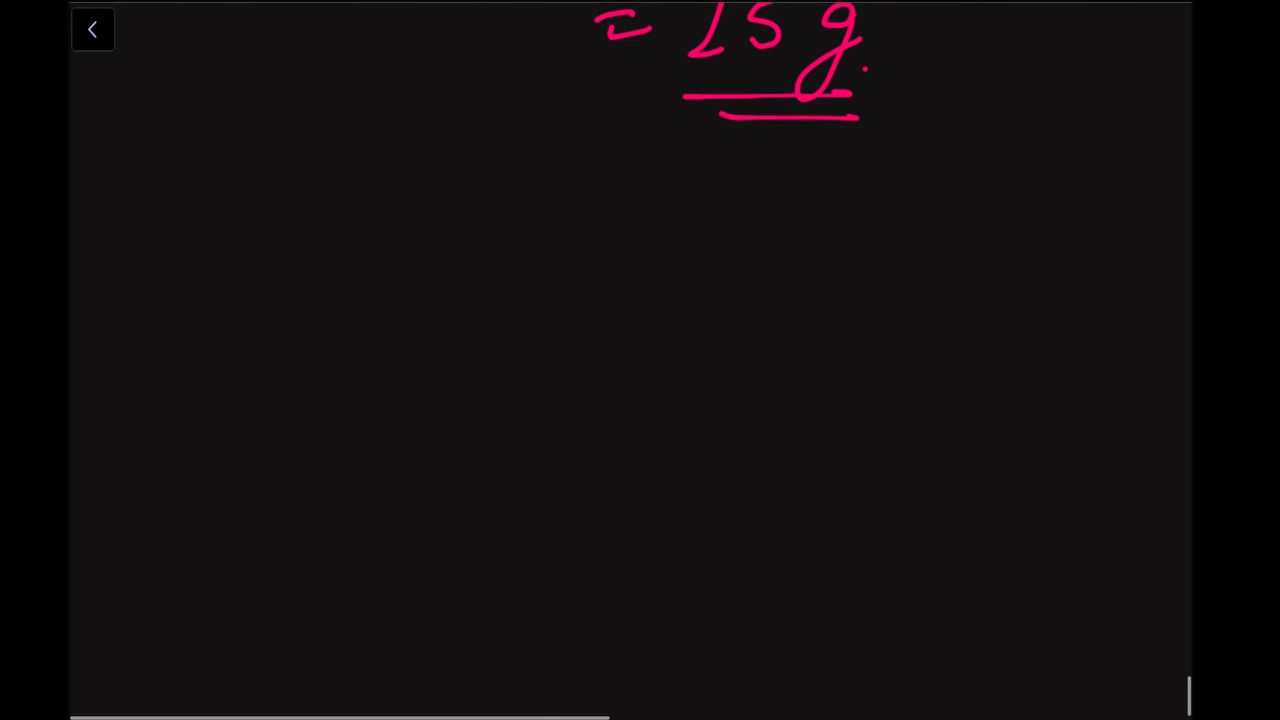 = 15 g.